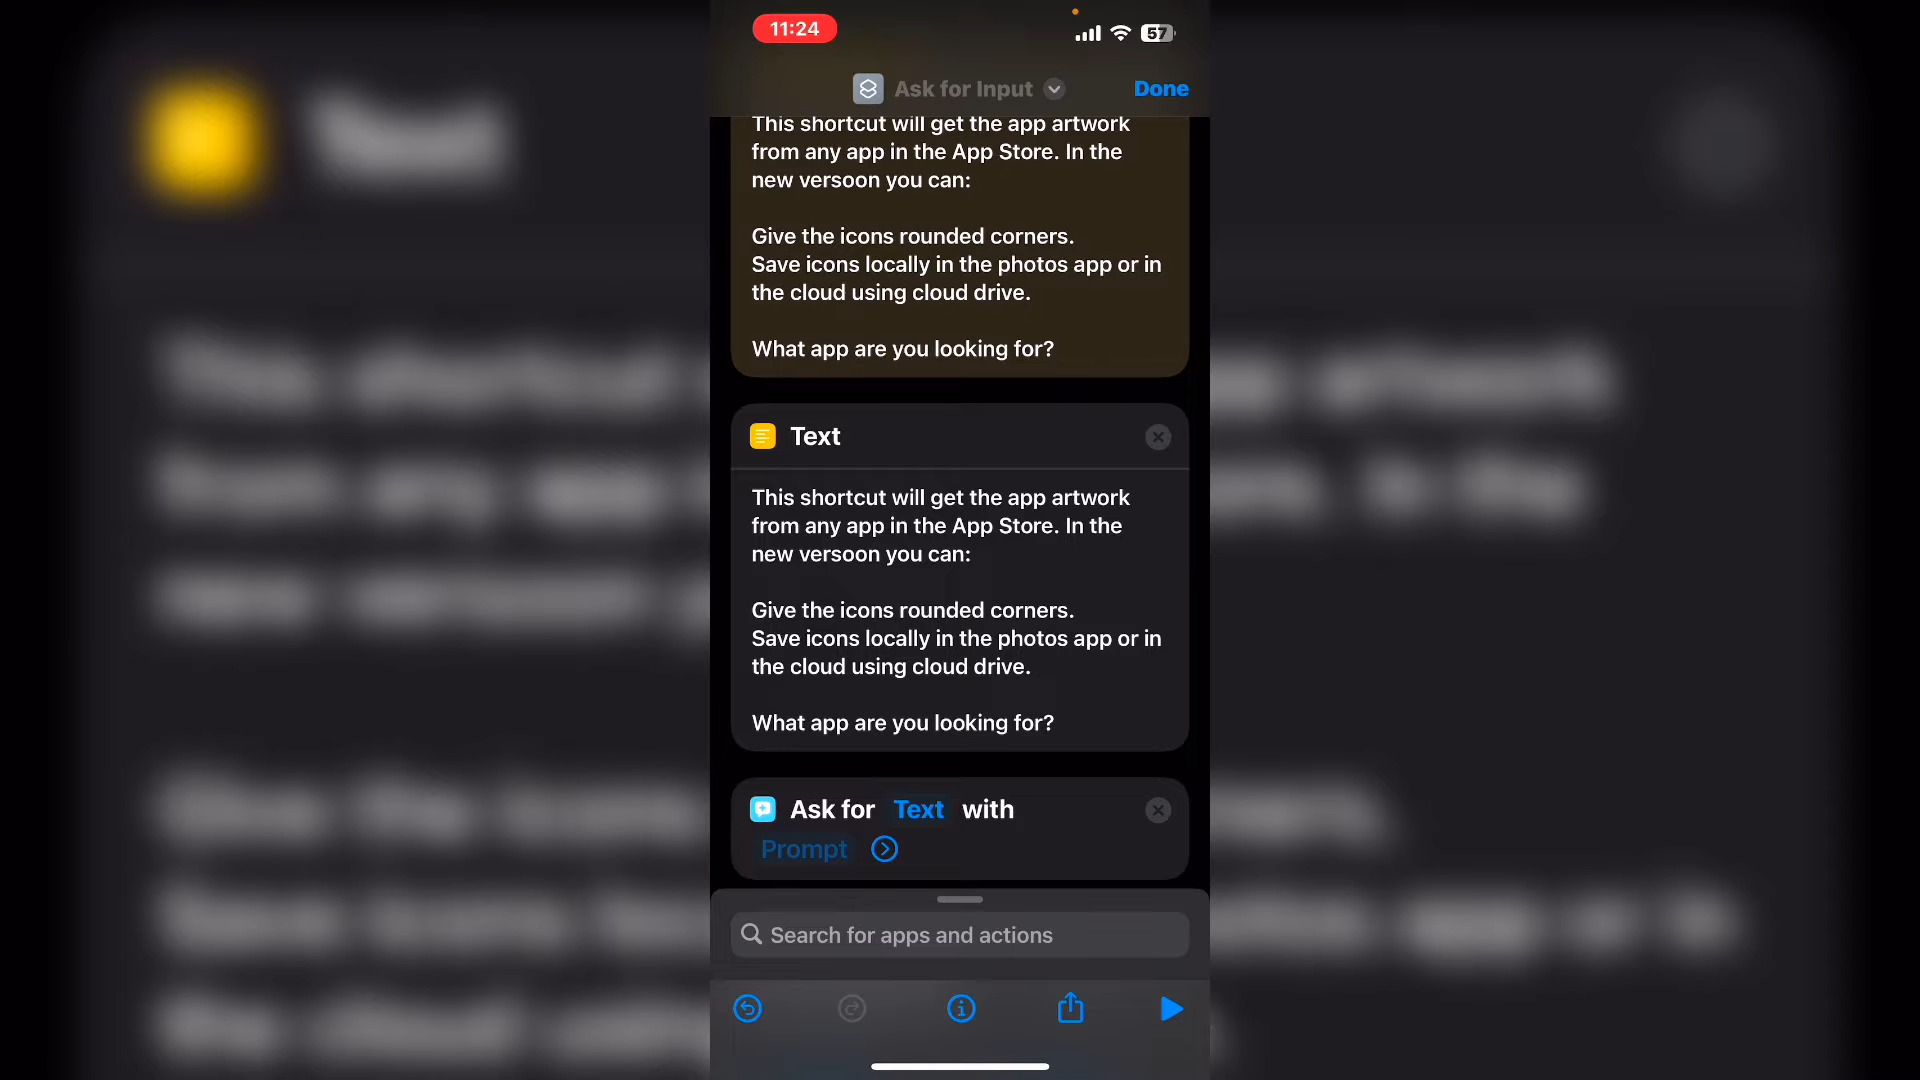 11:24
57
Ask for Input
Done
This shortcut will get the app artwork
from any app in the App Store. In the
new versoon you can:
Give the icons rounded corners.
Save icons locally in the photos app or in
the cloud using cloud drive.
What app are you looking for?
Text
This shortcut will get the app artwork
from any app in the App Store. In the
new versoon you can:
Give the icons rounded corners.
Save icons locally in the photos app or in
the cloud using cloud drive.
What app are you looking for?
Ask for Text with
Prompt
Search for apps and actions